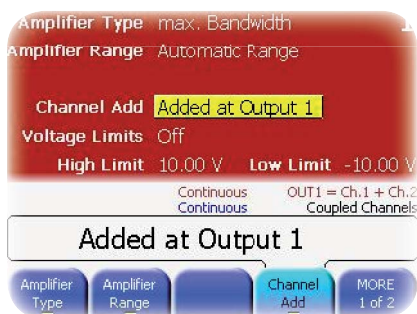 Amplifier Type max. Bandwidth 1
Amplifier Range Automatic Range
Channel Add Added at Output 1
Voltage Limits Off
High Limit 10.00 V Low Limit -10.00 V
Continuous OUT1 = Ch.1 + Ch.2
Continuous Coupled Channels
Added at Output 1
Amplifier Type
Amplifier Range
Channel Add
MORE 1 of 2